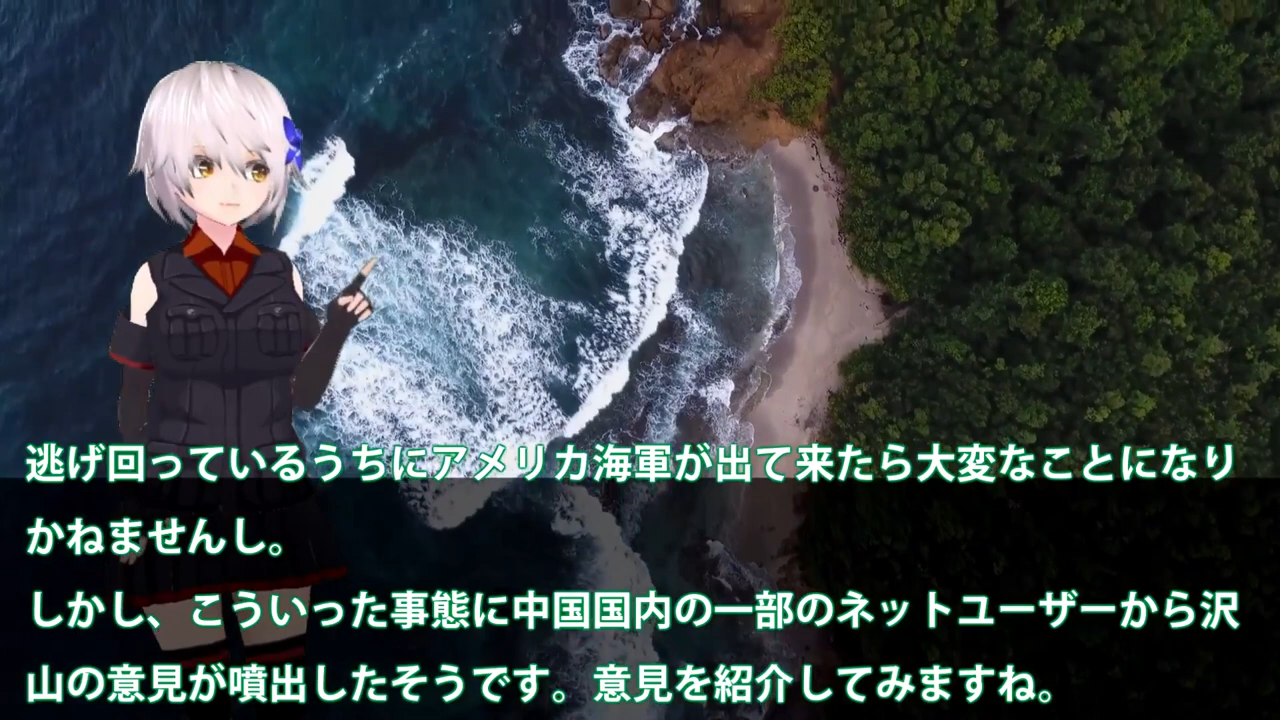 逃げ回っているうちにアメリカ海軍が出て来たら大変なことになり
かねませんし。
しかし、こういった事態に中国国内の一部のネットユーザーから沢
山の意見が噴出したそうです。意見を紹介してみますね。